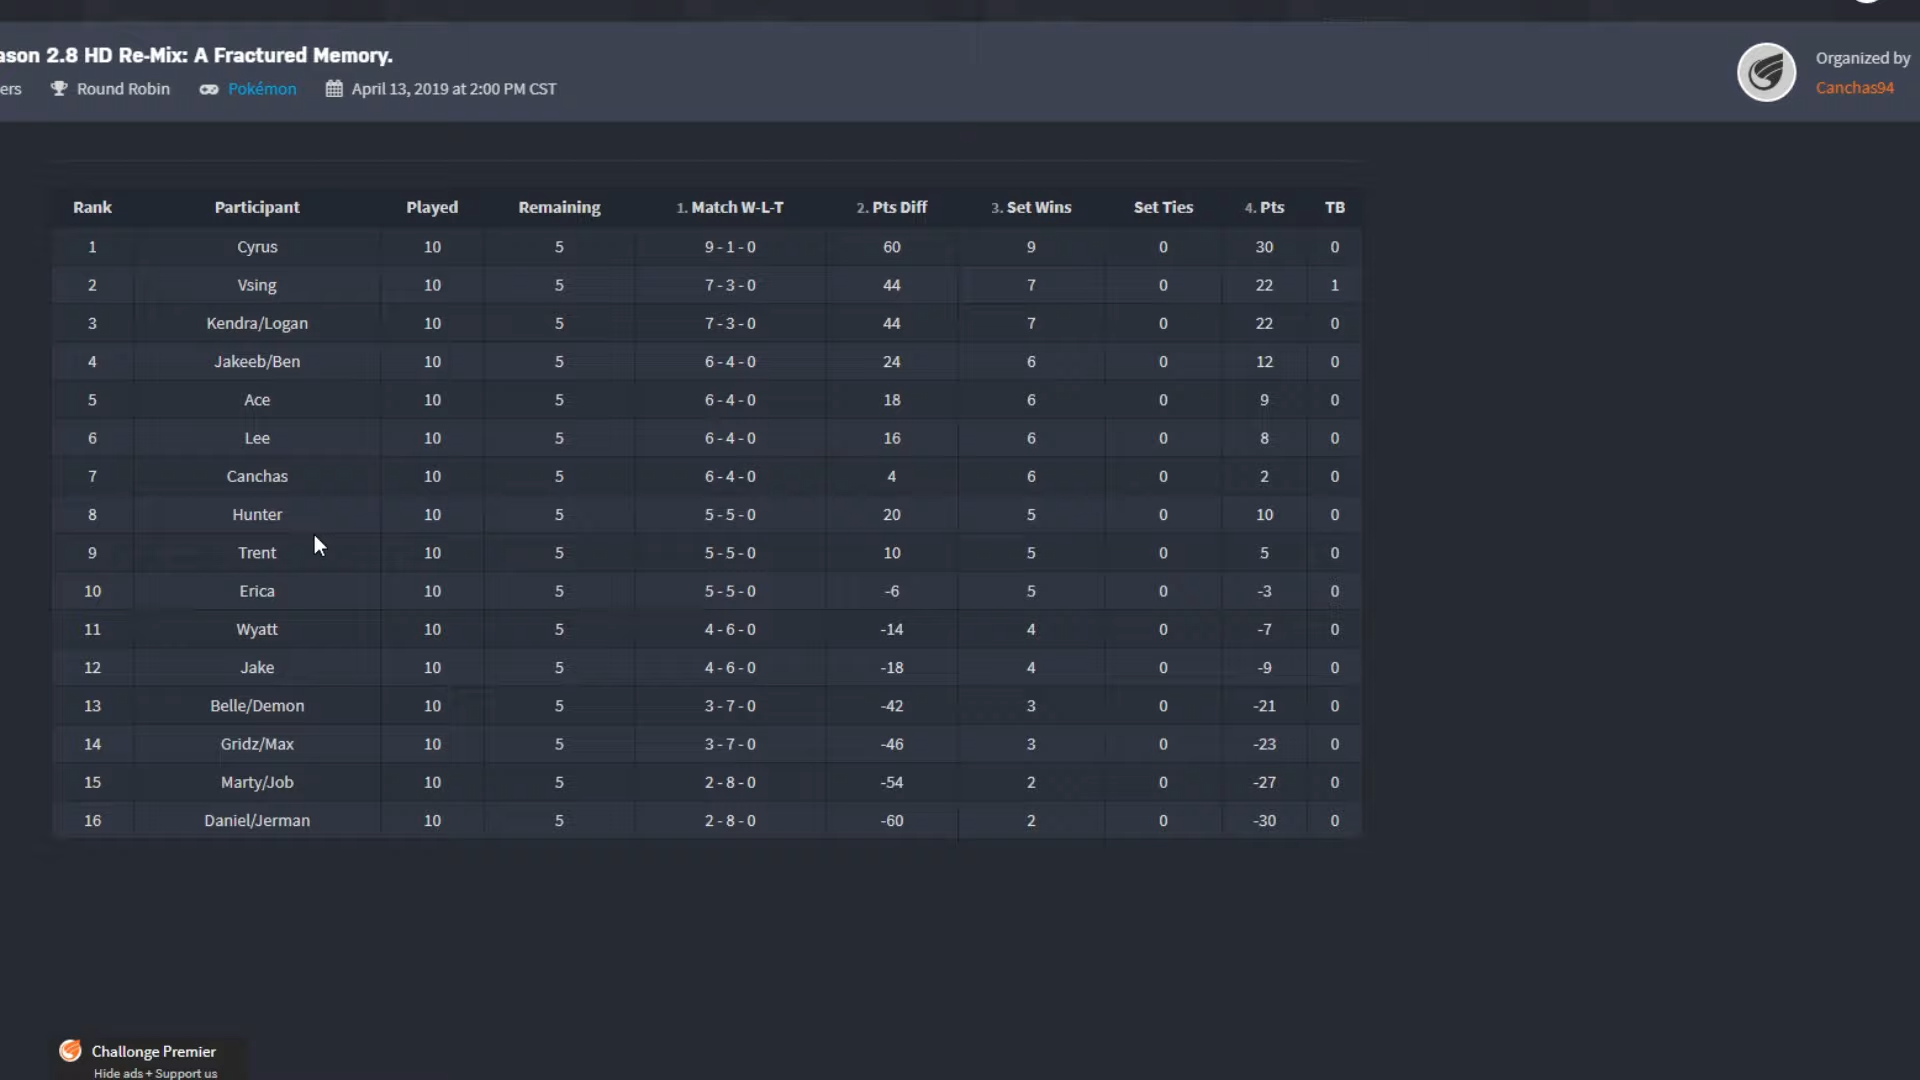 ason 2.8 HD Re-Mix: A Fractured Memory.
ers Round Robin Pokémon April 13, 2019 at 2:00 PM CST
Organized by
Canchas94
Rank Participant Played Remaining 1. Match W-L-T 2. Pts Diff 3. Set Wins Set Ties 4. Pts TB
1 Cyrus 10 5 9 - 1 - 0 60 9 0 30 0
2 Vsing 10 5 7 - 3 - 0 44 7 0 22 1
3 Kendra/Logan 10 5 7 - 3 - 0 44 7 0 22 0
4 Jakeeb/Ben 10 5 6 - 4 - 0 24 6 0 12 0
5 Ace 10 5 6 - 4 - 0 18 6 0 9 0
6 Lee 10 5 6 - 4 - 0 16 6 0 8 0
7 Canchas 10 5 6 - 4 - 0 4 6 0 2 0
8 Hunter 10 5 5 - 5 - 0 20 5 0 10 0
9 Trent 10 5 5 - 5 - 0 10 5 0 5 0
10 Erica 10 5 5 - 5 - 0 -6 5 0 -3 0
11 Wyatt 10 5 4 - 6 - 0 -14 4 0 -7 0
12 Jake 10 5 4 - 6 - 0 -18 4 0 -9 0
13 Belle/Demon 10 5 3 - 7 - 0 -42 3 0 -21 0
14 Gridz/Max 10 5 3 - 7 - 0 -46 3 0 -23 0
15 Marty/Job 10 5 2 - 8 - 0 -54 2 0 -27 0
16 Daniel/Jerman 10 5 2 - 8 - 0 -60 2 0 -30 0
Challonge Premier
Hide ads + Support us